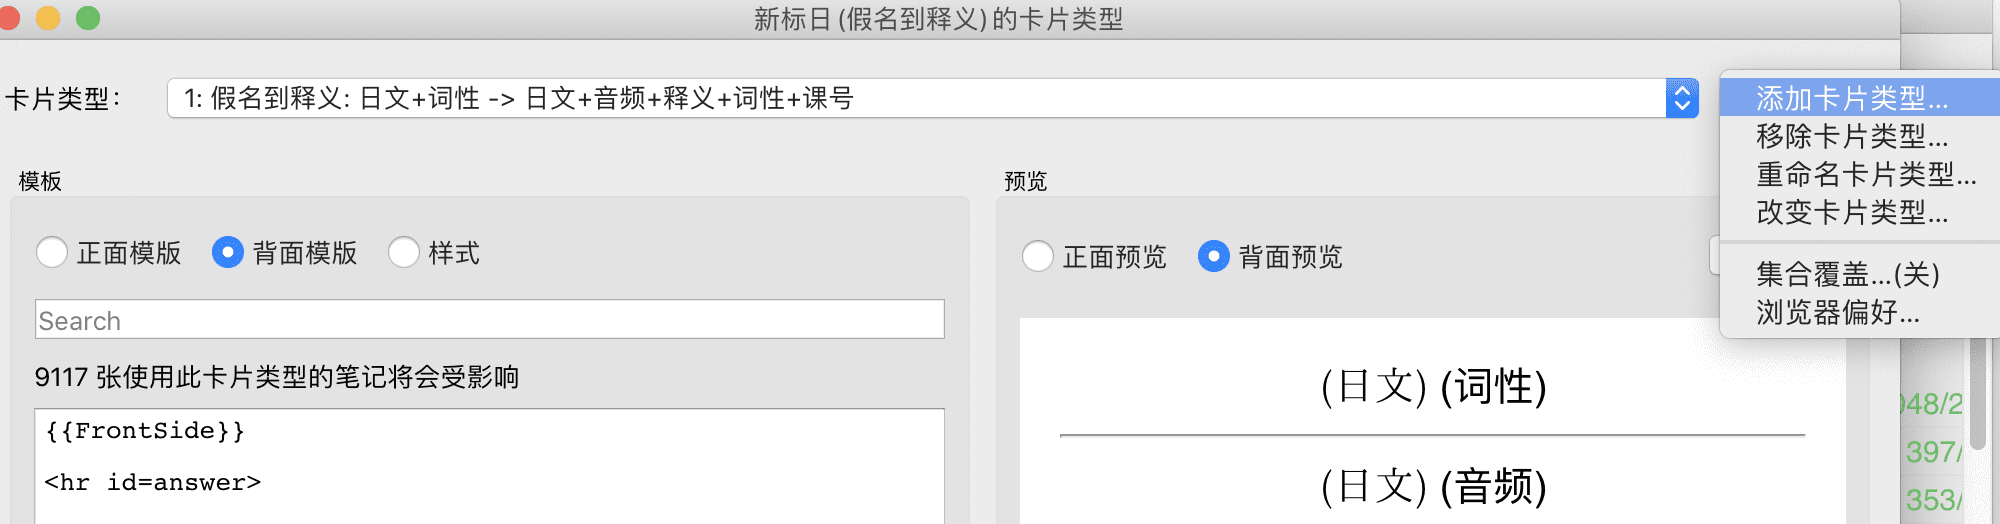 新标日(假名到释义)的卡片类型
卡片类型：
1: 假名到释义: 日文+词性 -> 日文+音频+释义+词性+课号
添加卡片类型...
移除卡片类型...
重命名卡片类型...
改变卡片类型...
集合覆盖...(关)
浏览器偏好...
模板
正面模版 背面模版 样式
Search
9117 张使用此卡片类型的笔记将会受影响
{{FrontSide}}
<hr id=answer>
预览
正面预览 背面预览
(日文) (词性)
(日文) (音频)
397/
353/